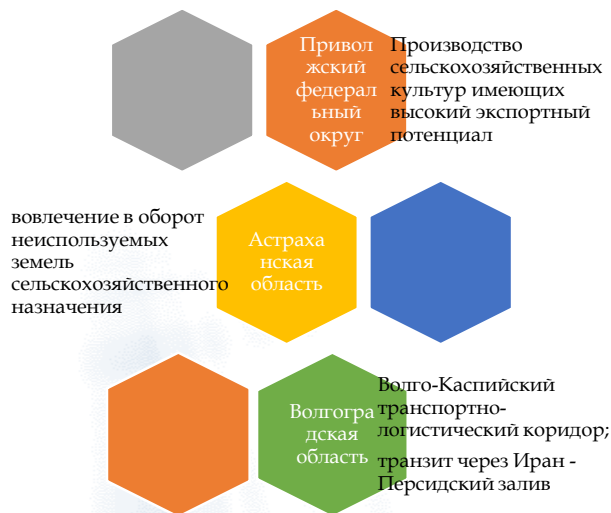 Привол
жский
федерал
ьный
округ
Производство
сельскохозяйственных
культур имеющих
высокий экспортный
потенциал
вовлечение в оборот
неиспользуемых
земель
сельскохозяйственного
назначения
Астраха
нская
область
Волгогра
дская
область
Волго-Каспийский
транспортно-
логистический коридор;
транзит через Иран -
Персидский залив